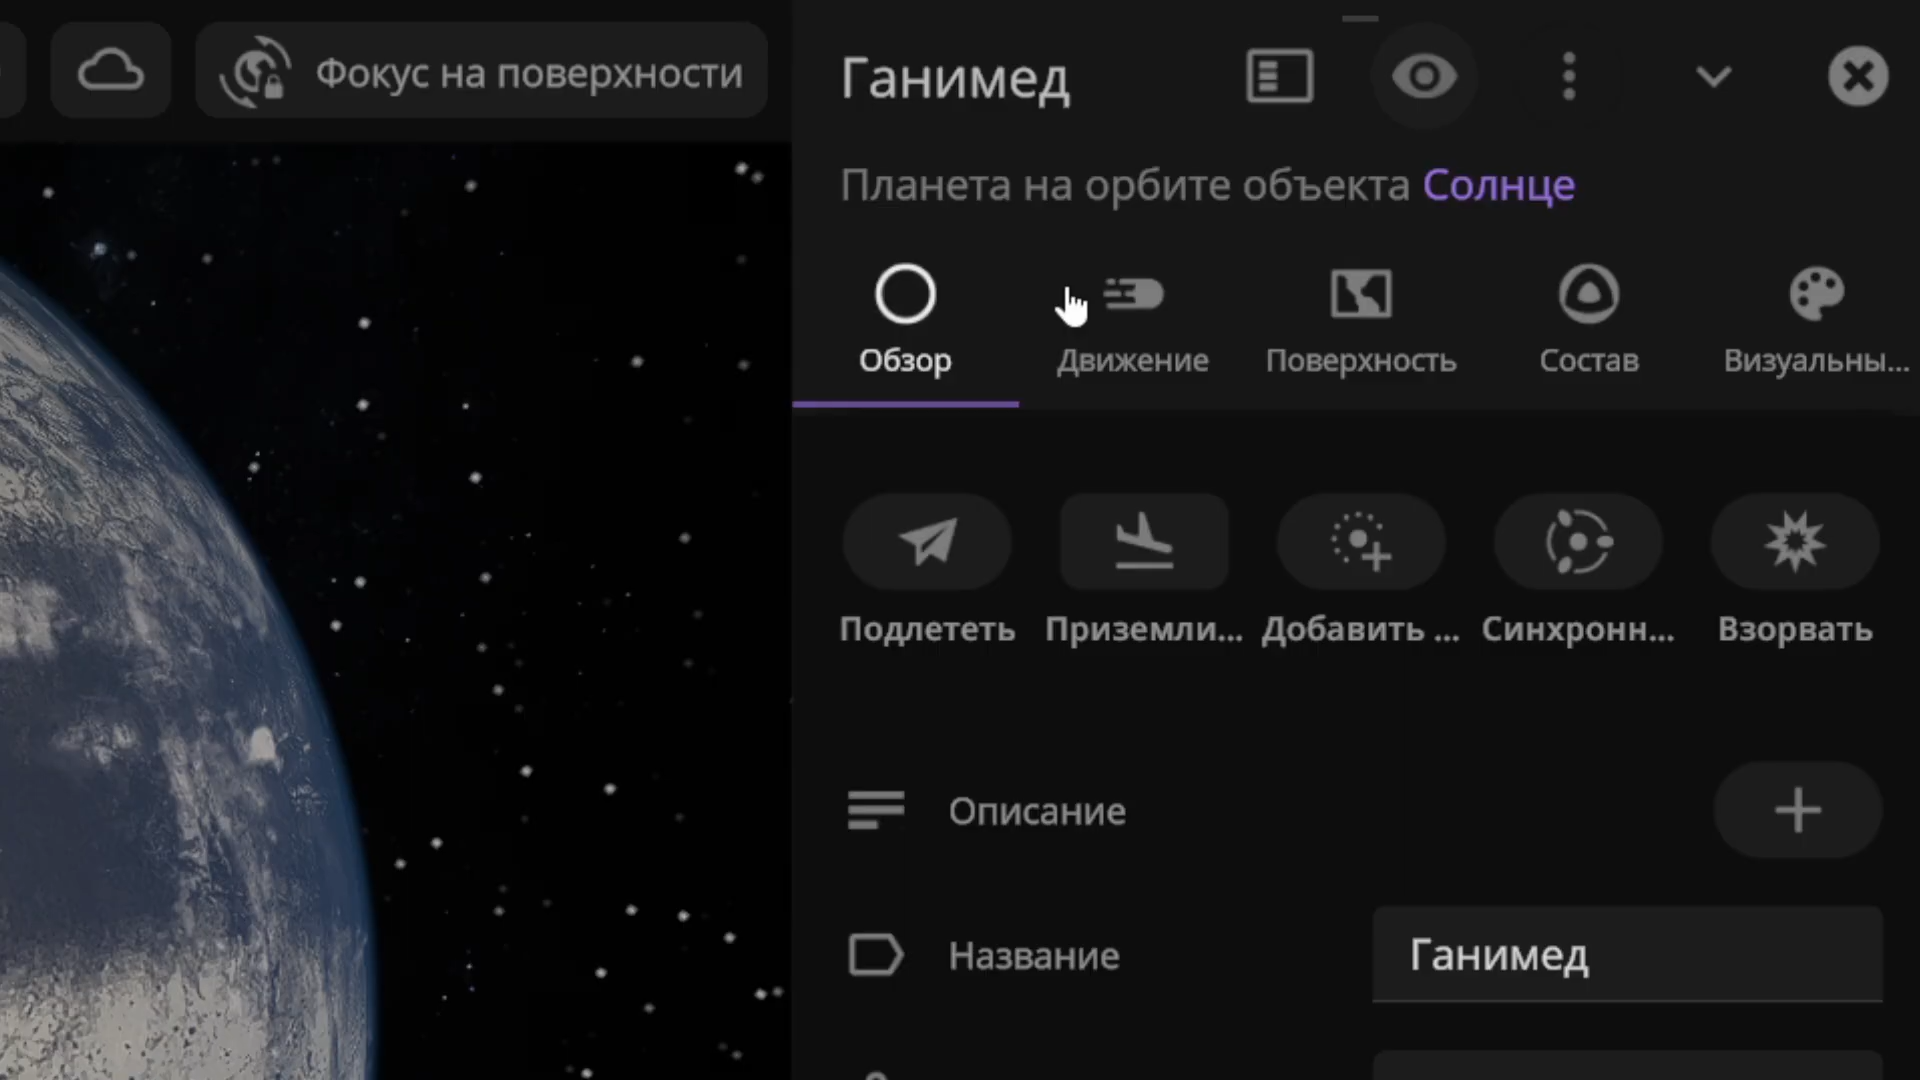 Фокус на поверхности
Ганимед
Планета на орбите объекта Солнце
Обзор
Движение
Поверхность
Состав
Визуальны...
Подлететь
Приземли...
Добавить ...
Синхронн...
Взорвать
Описание
Название
Ганимед